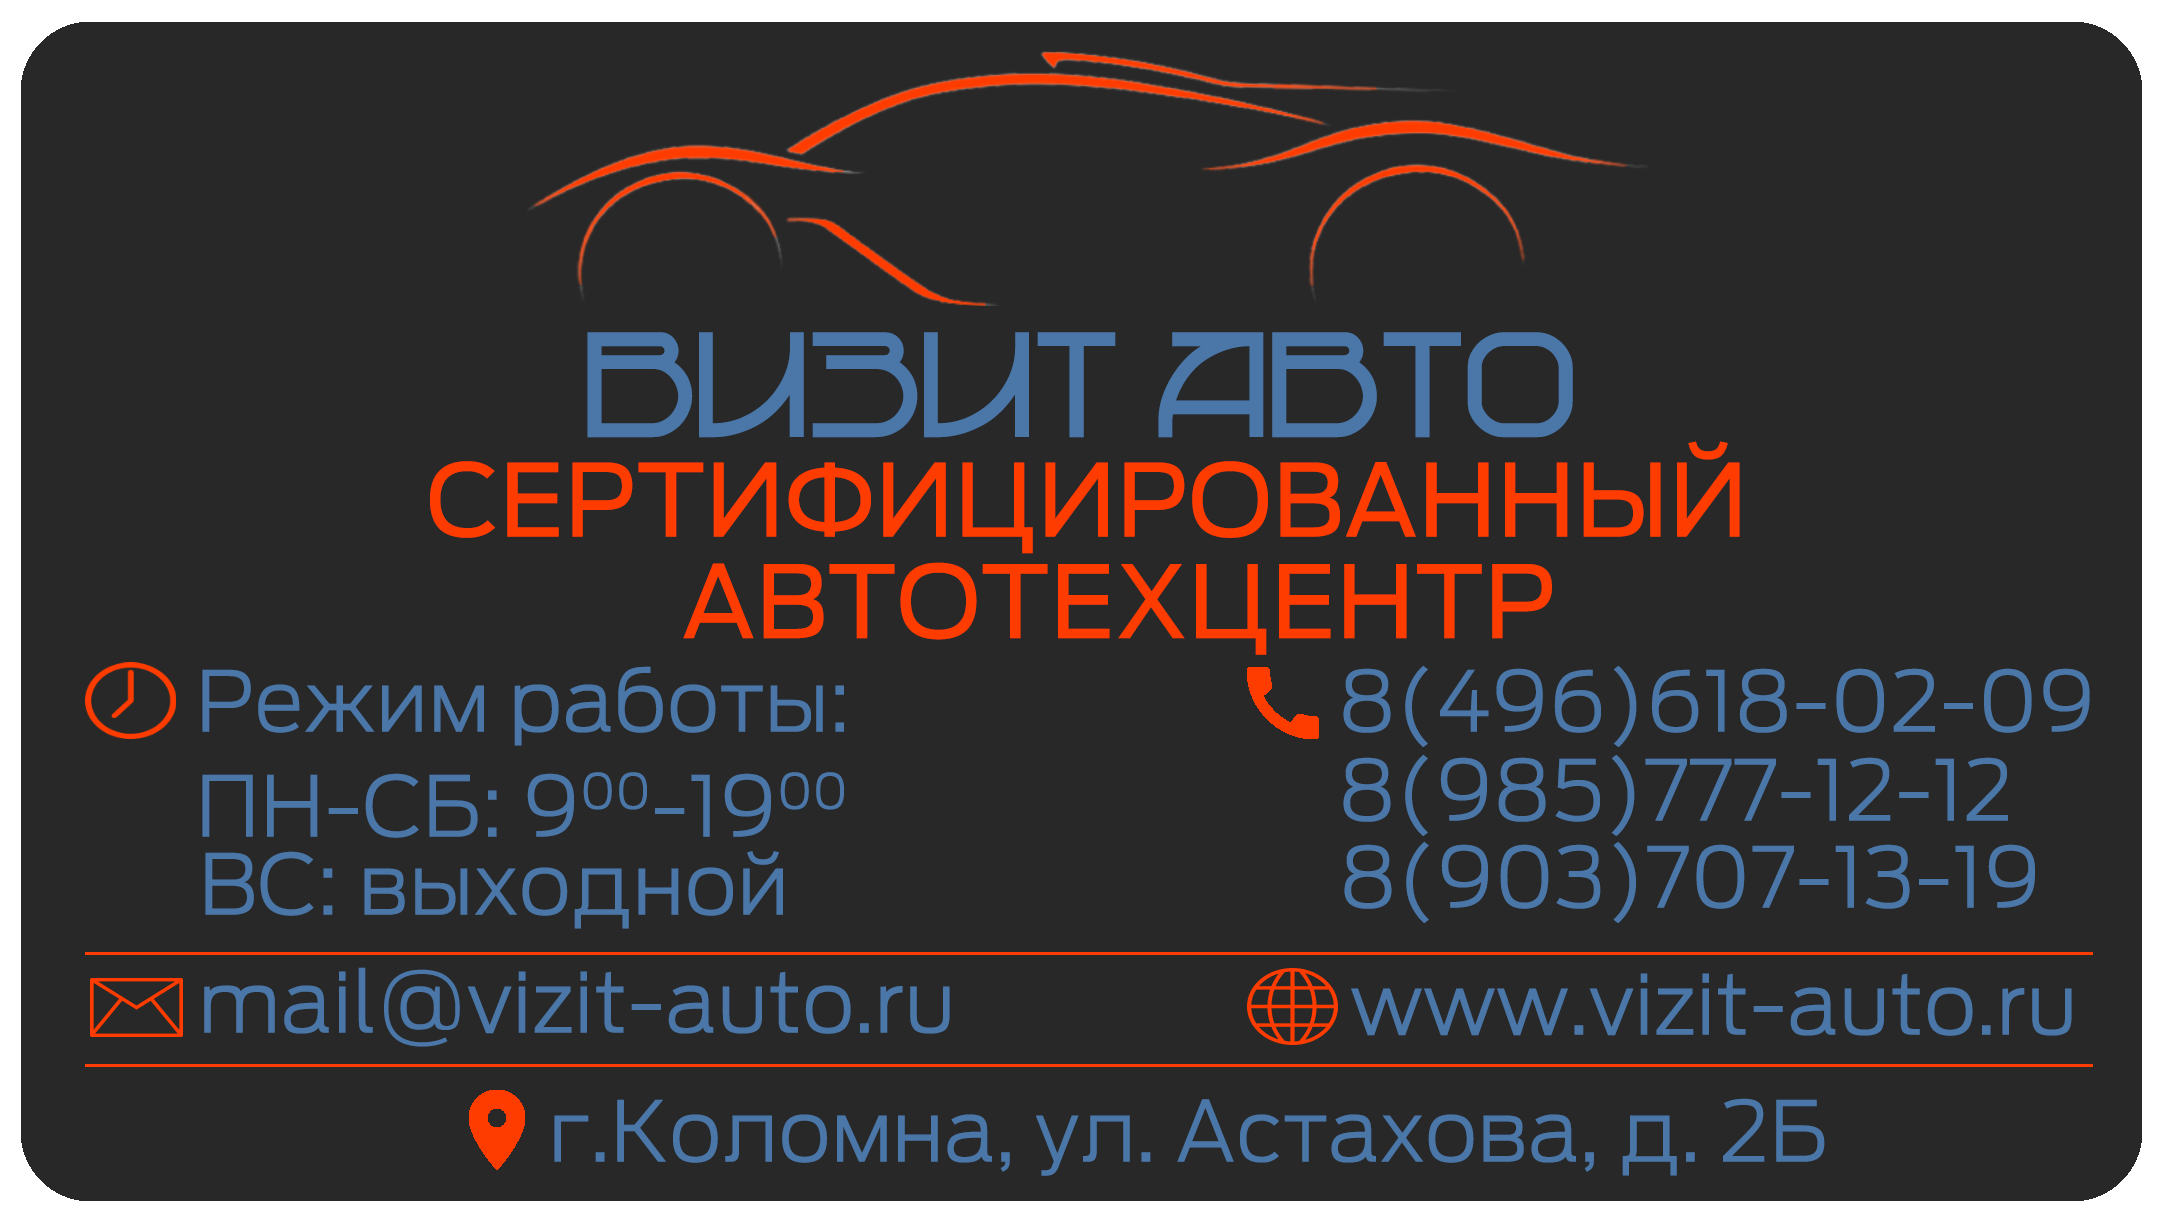 ВИЗИТ АВТО
СЕРТИФИЦИРОВАННЫЙ
АВТОТЕХЦЕНТР
Режим работы:
ПН-СБ: 9⁰⁰-19⁰⁰
ВС: выходной
8(496)618-02-09
8(985)777-12-12
8(903)707-13-19
mail@vizit-auto.ru
www.vizit-auto.ru
г.Коломна, ул. Астахова, д. 2Б